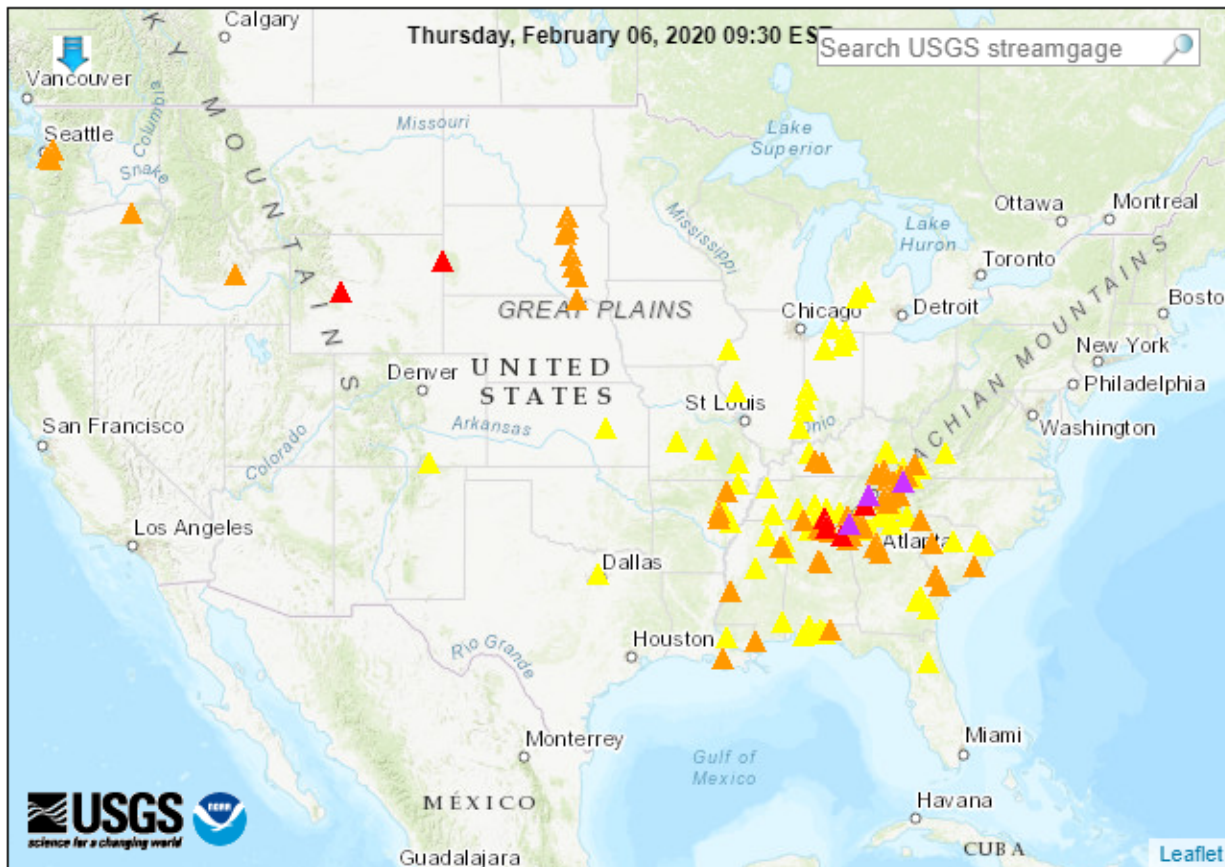 Calgary
Thursday, February 06, 2020 09:30 EST
Search USGS streamgage
Vancouver
Columbia
KY MOUNTAINS
Missouri
Lake
Superior
Seattle
Snake
Ottawa
Montreal
Mississippi
Lake
Huron
Toronto
GREAT PLAINS
Chicago
Detroit
Boston
ACHIAN MOUNTAINS
New York
Denver
UNITED
STATES
Philadelphia
St Louis
Ohio
Washington
San Francisco
Arkansas
Colorado
Los Angeles
Atlanta
Dallas
Rio Grande
Houston
Monterrey
Gulf of
Mexico
Miami
USGS
science for a changing world
MÉXICO
Havana
CUBA
Guadalajara
Leaflet